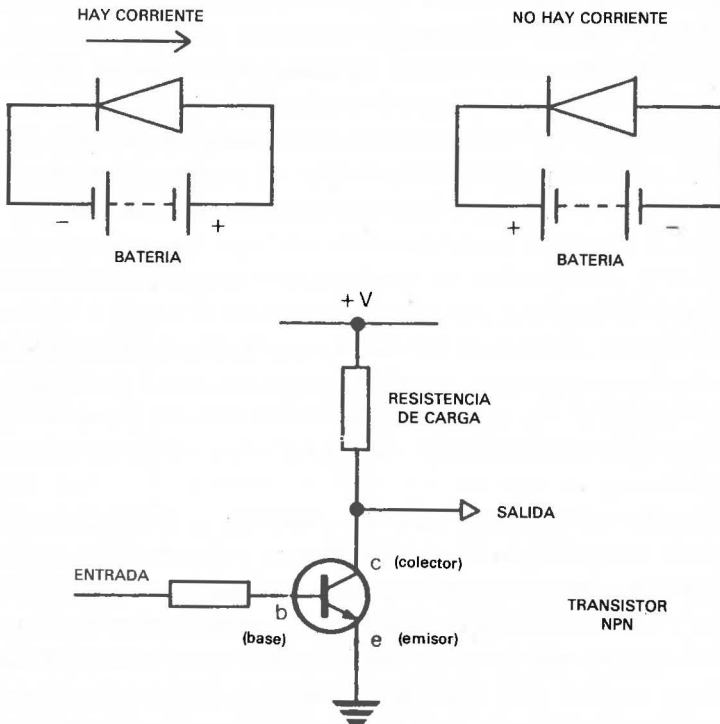 HAY CORRIENTE
NO HAY CORRIENTE
- +
BATERIA
+ -
BATERIA
+ V
RESISTENCIA
DE CARGA
SALIDA
c (colector)
ENTRADA
b
(base)
e (emisor)
TRANSISTOR
NPN